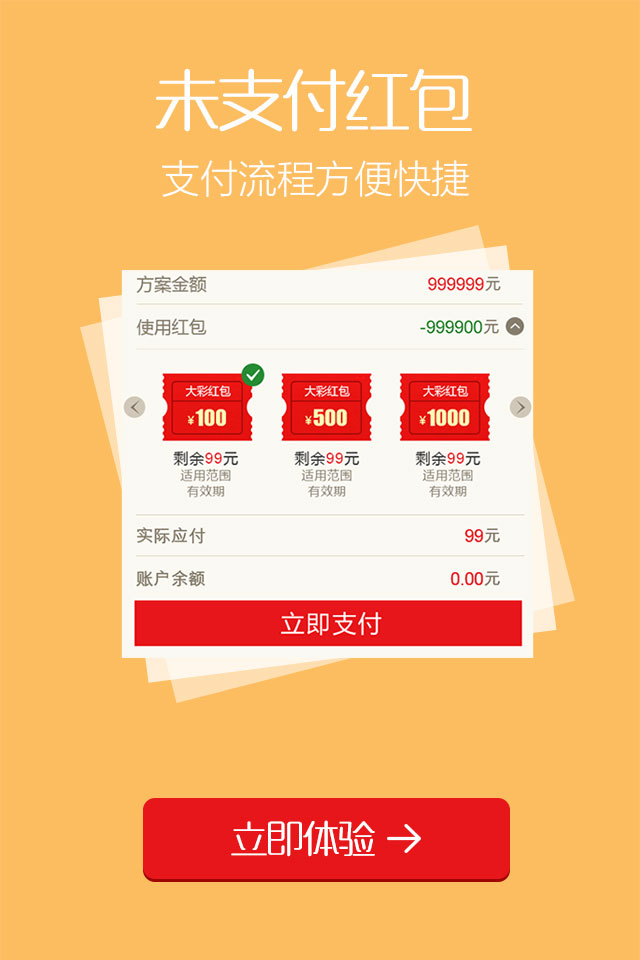 未支付红包
支付流程方便快捷
方案金额 999999元
使用红包 -999900元
大彩红包 大彩红包 大彩红包
¥100 ¥500 ¥1000
剩余99元 剩余99元 剩余99元
适用范围 适用范围 适用范围
有效期 有效期 有效期
实际应付 99元
账户余额 0.00元
立即支付
立即体验